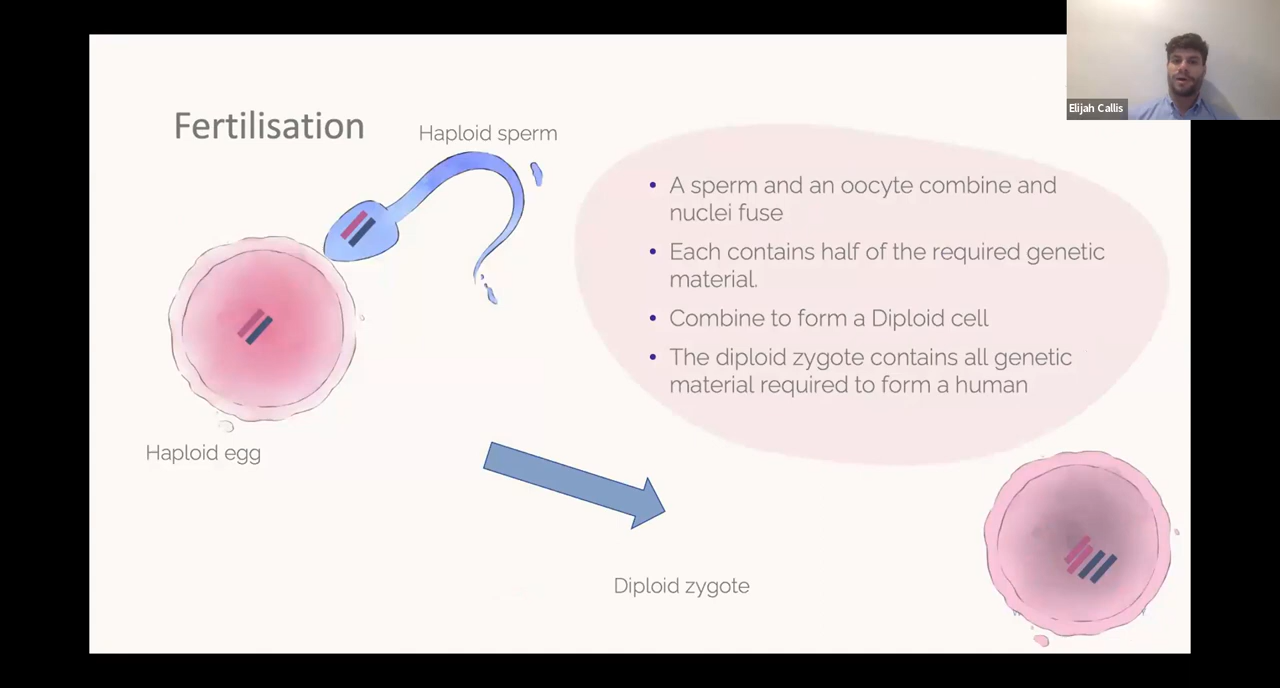 Elijah Callis
Fertilisation
Haploid sperm
• A sperm and an oocyte combine and
nuclei fuse
• Each contains half of the required genetic
material.
• Combine to form a Diploid cell
• The diploid zygote contains all genetic
material required to form a human
Haploid egg
Diploid zygote